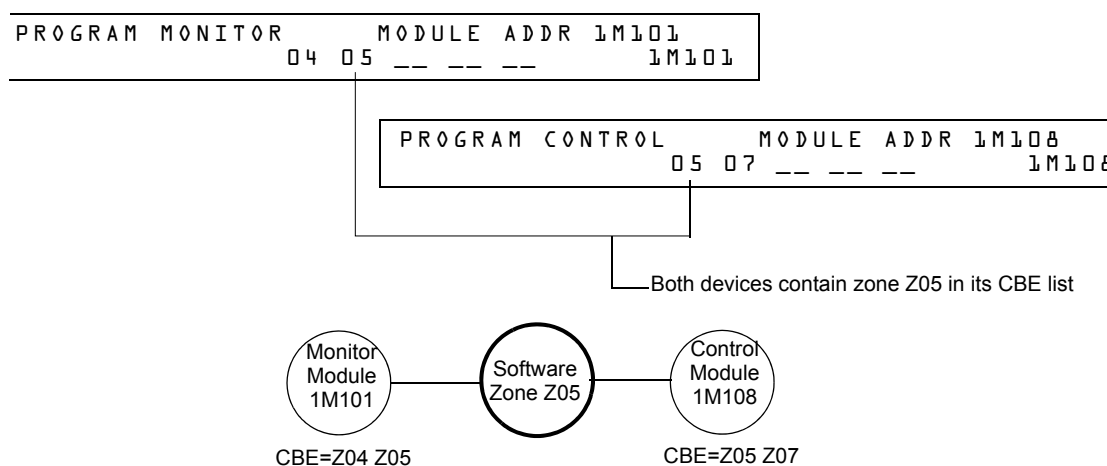 PROGRAM MONITOR MODULE ADDR 1M101
04 05 __ __ __ 1M101
PROGRAM CONTROL MODULE ADDR 1M108
05 07 __ __ __ 1M108
Both devices contain zone Z05 in its CBE list
Monitor
Module
1M101
Software
Zone Z05
Control
Module
1M108
CBE=Z04 Z05
CBE=Z05 Z07